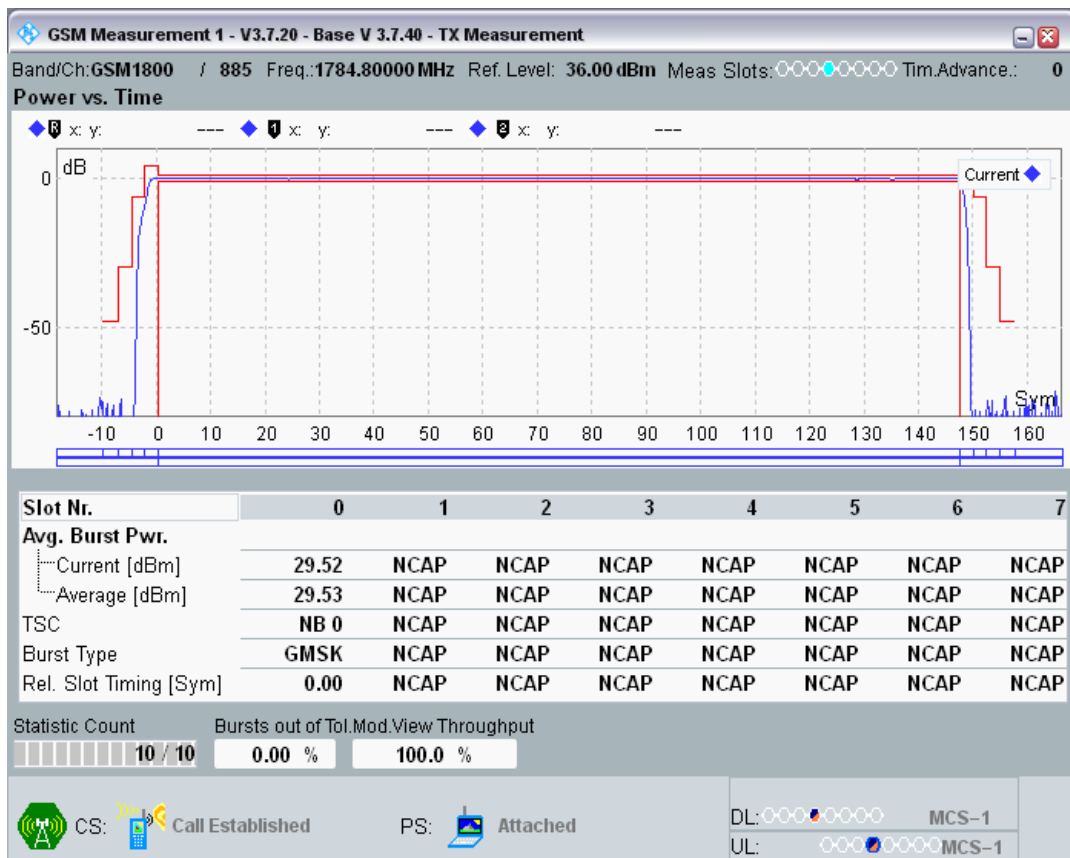 GSM Measurement 1 - V3.7.20 - Base V 3.7.40 - TX Measurement
Band/Ch:GSM1800 / 885 Freq.:1784.80000 MHz Ref. Level: 36.00 dBm Meas Slots: Tim.Advance.: 0
Power vs. Time
R x: y: --- 1 x: y: --- 2 x: y: ---
dB
Current
0
-50
Sym
-10 0 10 20 30 40 50 60 70 80 90 100 110 120 130 140 150 160
Slot Nr. 0 1 2 3 4 5 6 7
Avg. Burst Pwr.
Current [dBm] 29.52 NCAP NCAP NCAP NCAP NCAP NCAP NCAP
Average [dBm] 29.53 NCAP NCAP NCAP NCAP NCAP NCAP NCAP
TSC NB 0 NCAP NCAP NCAP NCAP NCAP NCAP NCAP
Burst Type GMSK NCAP NCAP NCAP NCAP NCAP NCAP NCAP
Rel. Slot Timing [Sym] 0.00 NCAP NCAP NCAP NCAP NCAP NCAP NCAP
Statistic Count Bursts out of Tol.Mod.View Throughput
10 / 10 0.00 % 100.0 %
CS: Call Established PS: Attached
DL: MCS-1
UL: MCS-1